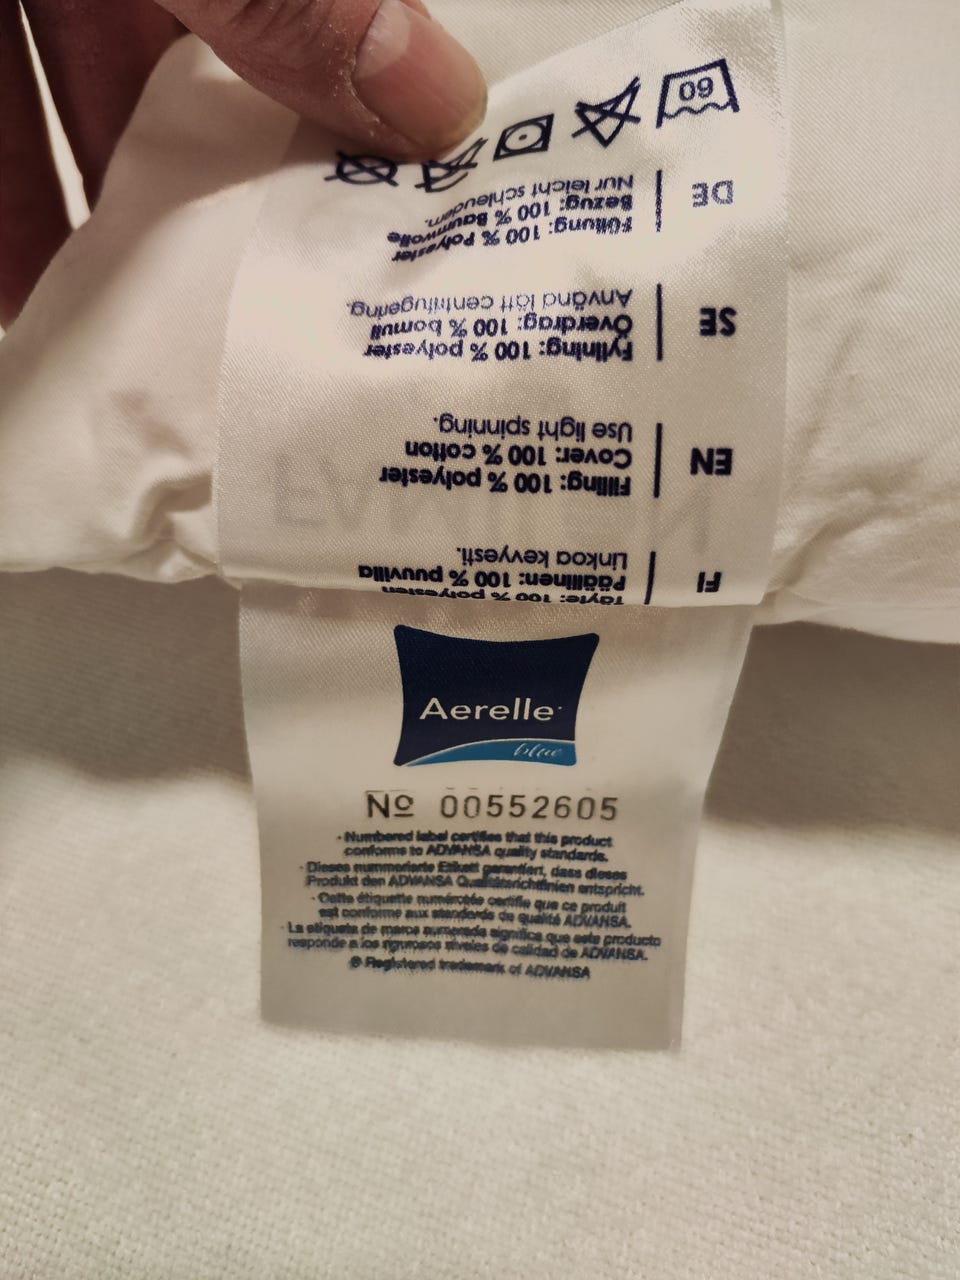 60
DE
Füllung: 100 % Polyester
Bezug: 100 % Baumwolle
Nur leicht schleudern.
SE
Fyllning: 100 % polyester
Överdrag: 100 % bomull
Använd lätt centrifugering.
EN
Filling: 100 % polyester
Cover: 100 % cotton
Use light spinning.
FI
Täyte: 100 % polyesteri
Päällinen: 100 % puuvilla
Linkoa kevyesti.
Aerelle
blue
Nº 00552605
· Numbered label certifies that this product
conforms to ADVANSA quality standards.
· Dieses nummerierte Etikett garantiert, dass dieses
Produkt den ADVANSA Qualitätsrichtlinien entspricht.
· Cette étiquette numérotée certifie que ce produit
est conforme aux standards de qualité ADVANSA.
· La etiqueta de marca numerada significa que este producto
responde a los rigurosos niveles de calidad de ADVANSA.
® Registered trademark of ADVANSA